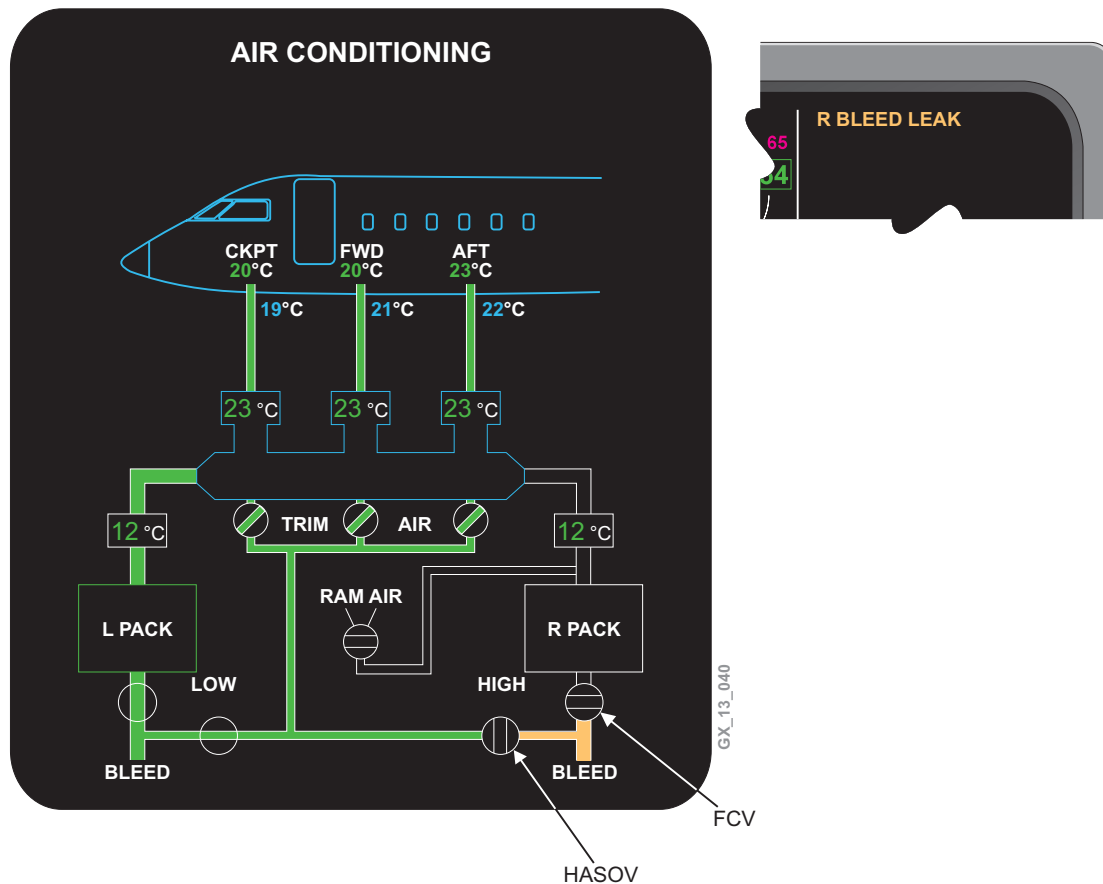 AIR CONDITIONING
R BLEED LEAK
65
CKPT FWD AFT
20°C 20°C 23°C
19°C 21°C 22°C
23 °C 23 °C 23 °C
TRIM AIR
12 °C 12 °C
RAM AIR
L PACK R PACK
LOW HIGH
BLEED BLEED
GX_13_040
FCV
HASOV